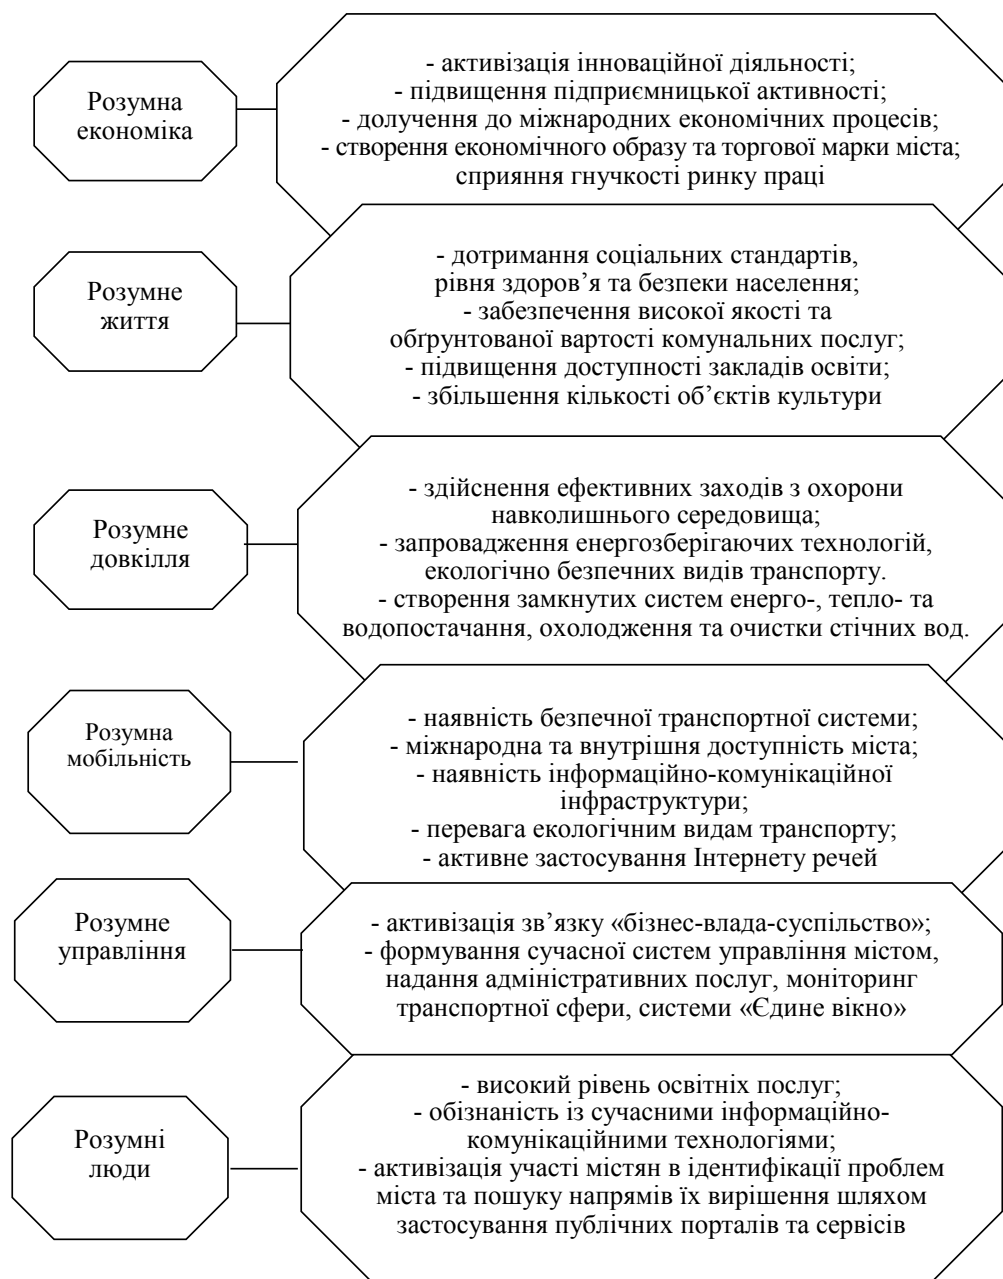 Розумна
економіка
- активізація інноваційної діяльності;
- підвищення підприємницької активності;
- долучення до міжнародних економічних процесів;
- створення економічного образу та торгової марки міста;
сприяння гнучкості ринку праці
Розумне
життя
- дотримання соціальних стандартів,
рівня здоров’я та безпеки населення;
- забезпечення високої якості та
обґрунтованої вартості комунальних послуг;
- підвищення доступності закладів освіти;
- збільшення кількості об’єктів культури
Розумне
довкілля
- здійснення ефективних заходів з охорони
навколишнього середовища;
- запровадження енергозберігаючих технологій,
екологічно безпечних видів транспорту.
- створення замкнутих систем енерго-, тепло- та
водопостачання, охолодження та очистки стічних вод.
Розумна
мобільність
- наявність безпечної транспортної системи;
- міжнародна та внутрішня доступність міста;
- наявність інформаційно-комунікаційної
інфраструктури;
- перевага екологічним видам транспорту;
- активне застосування Інтернету речей
Розумне
управління
- активізація зв’язку «бізнес-влада-суспільство»;
- формування сучасної систем управління містом,
надання адміністративних послуг, моніторинг
транспортної сфери, системи «Єдине вікно»
Розумні
люди
- високий рівень освітніх послуг;
- обізнаність із сучасними інформаційно-
комунікаційними технологіями;
- активізація участі містян в ідентифікації проблем
міста та пошуку напрямів їх вирішення шляхом
застосування публічних порталів та сервісів